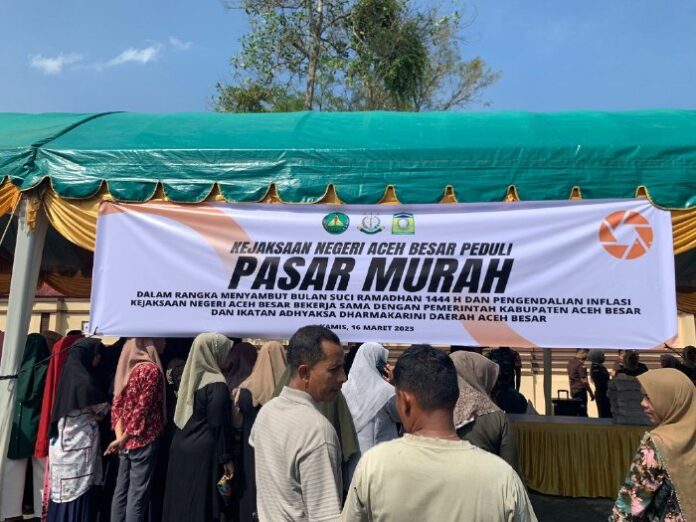 KEJAKSAAN NEGERI ACEH BESAR PEDULI
PASAR MURAH
DALAM RANGKA MENYAMBUT BULAN SUCI RAMADHAN 1444 H DAN PENGENDALIAN INFLASI
KEJAKSAAN NEGERI ACEH BESAR BEKERJA SAMA DENGAN PEMERINTAH KABUPATEN ACEH BESAR
DAN IKATAN ADHYAKSA DHARMAKARINI DAERAH ACEH BESAR
KAMIS, 16 MARET 2023